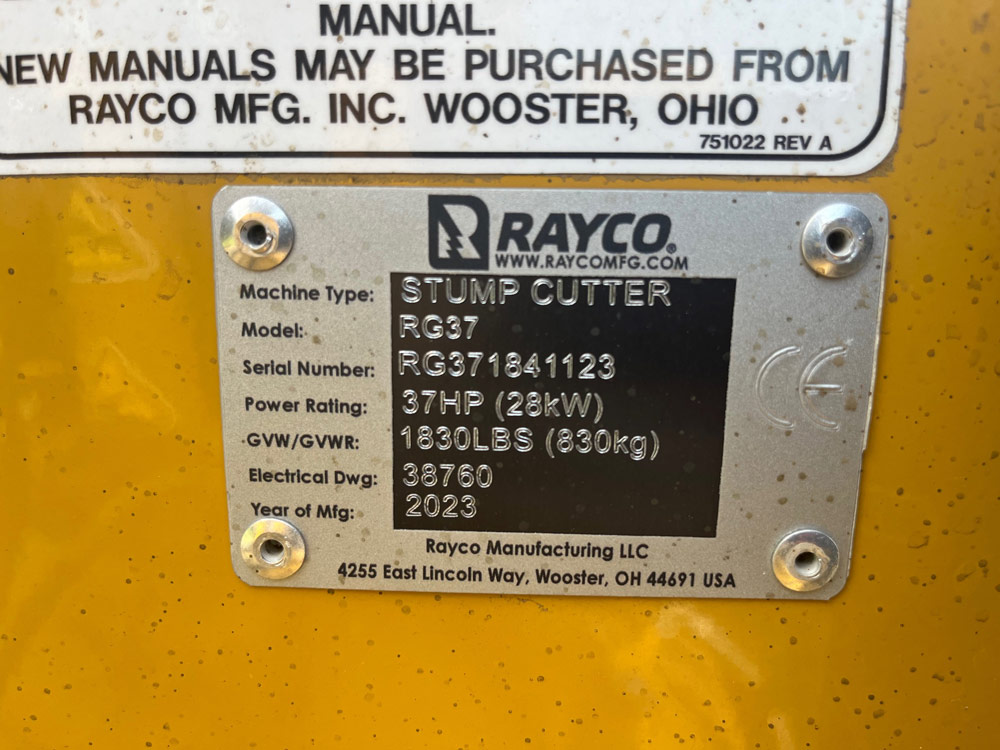 MANUAL.
NEW MANUALS MAY BE PURCHASED FROM
RAYCO MFG. INC. WOOSTER, OHIO
751022 REV A
RAYCO®
WWW.RAYCOMFG.COM
Machine Type: STUMP CUTTER
Model: RG37
Serial Number: RG371841123
Power Rating: 37HP (28kW)
GVW/GVWR: 1830LBS (830kg)
Electrical Dwg: 38760
Year of Mfg: 2023
CE
Rayco Manufacturing LLC
4255 East Lincoln Way, Wooster, OH 44691 USA